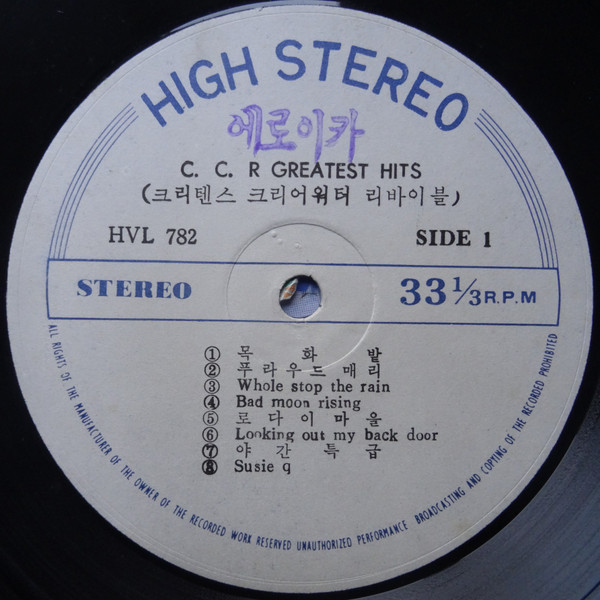 HIGH STEREO
에로이카
C. C. R GREATEST HITS
(크리텐스 크리어워터 리바이블)
HVL 782
SIDE 1
STEREO
33 1/3 R.P.M
① 목 화 밭
② 푸라우드매리
③ Whole stop the rain
④ Bad moon rising
⑤ 로다이마을
⑥ Looking out my back door
⑦ 야간특급
⑧ Susie q
ALL RIGHTS OF THE MANUFACTURER OF THE OWNER OF THE RECORDED WORK RESERVED UNAUTHORIZED PERFORMANCE BROADCASTING AND COPYING OF THE RECORDED PROHIBITED